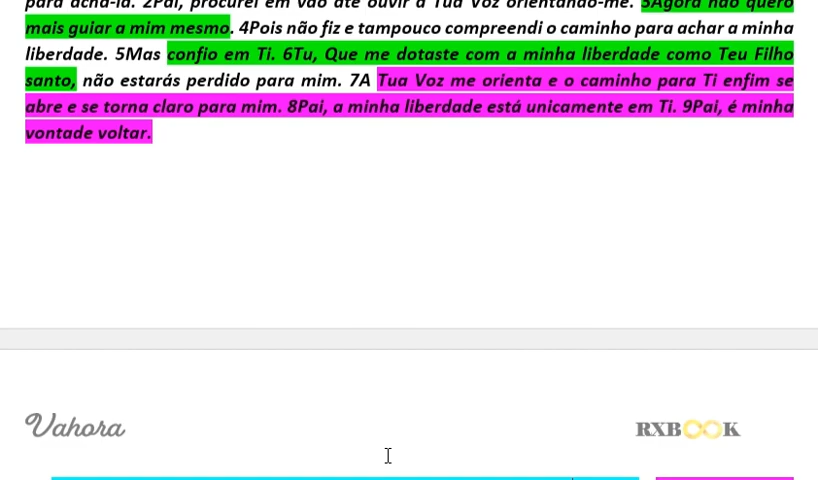 para achá-la. 2Pai, procurei em vão até ouvir a Tua Voz orientando-me. 3Agora não quero
mais guiar a mim mesmo. 4Pois não fiz e tampouco compreendi o caminho para achar a minha
liberdade. 5Mas confio em Ti. 6Tu, Que me dotaste com a minha liberdade como Teu Filho
santo, não estarás perdido para mim. 7A Tua Voz me orienta e o caminho para Ti enfim se
abre e se torna claro para mim. 8Pai, a minha liberdade está unicamente em Ti. 9Pai, é minha
vontade voltar.
Vahora
RXBOOK